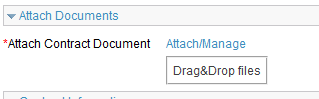 Attach Documents
*Attach Contract Document Attach/Manage
Drag&Drop files